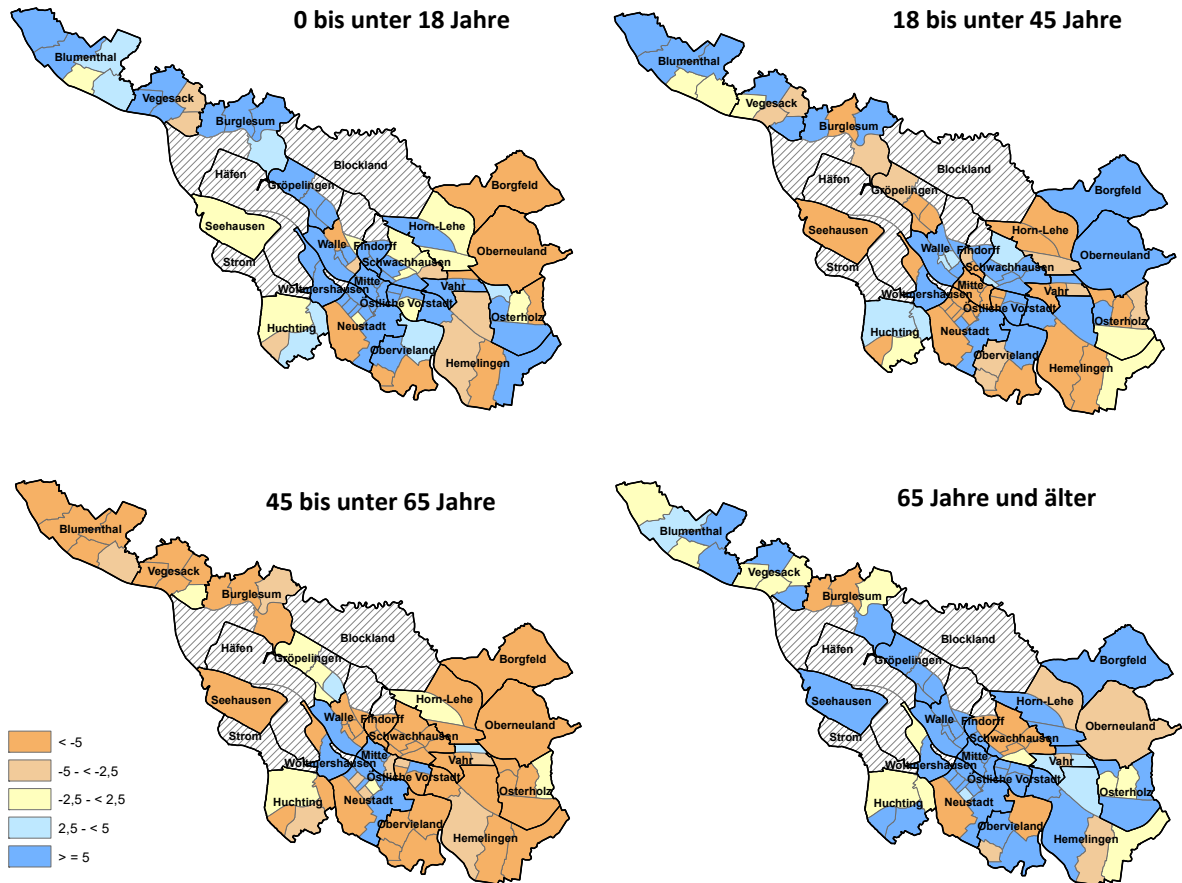 0 bis unter 18 Jahre
Blumenthal
Vegesack
Burglesum
Blockland
Häfen
Gröpelingen
Borgfeld
Seehausen
Horn-Lehe
Walle
Findorff
Oberneuland
Strom
Schwachhausen
Mitte
Vahr
Woltmershausen
Östliche Vorstadt
Huchting
Neustadt
Osterholz
Obervieland
Hemelingen
18 bis unter 45 Jahre
Blumenthal
Vegesack
Burglesum
Blockland
Häfen
Gröpelingen
Borgfeld
Seehausen
Horn-Lehe
Walle
Findorff
Oberneuland
Strom
Schwachhausen
Mitte
Vahr
Woltmershausen
Östliche Vorstadt
Huchting
Neustadt
Osterholz
Obervieland
Hemelingen
45 bis unter 65 Jahre
Blumenthal
Vegesack
Burglesum
Blockland
Häfen
Gröpelingen
Borgfeld
Seehausen
Horn-Lehe
Walle
Findorff
Oberneuland
Strom
Schwachhausen
Mitte
Vahr
Woltmershausen
Östliche Vorstadt
Huchting
Neustadt
Osterholz
Obervieland
Hemelingen
65 Jahre und älter
Blumenthal
Vegesack
Burglesum
Blockland
Häfen
Gröpelingen
Borgfeld
Seehausen
Horn-Lehe
Walle
Findorff
Oberneuland
Strom
Schwachhausen
Mitte
Vahr
Woltmershausen
Östliche Vorstadt
Huchting
Neustadt
Osterholz
Obervieland
Hemelingen
< -5
-5 - < -2,5
-2,5 - < 2,5
2,5 - < 5
> = 5